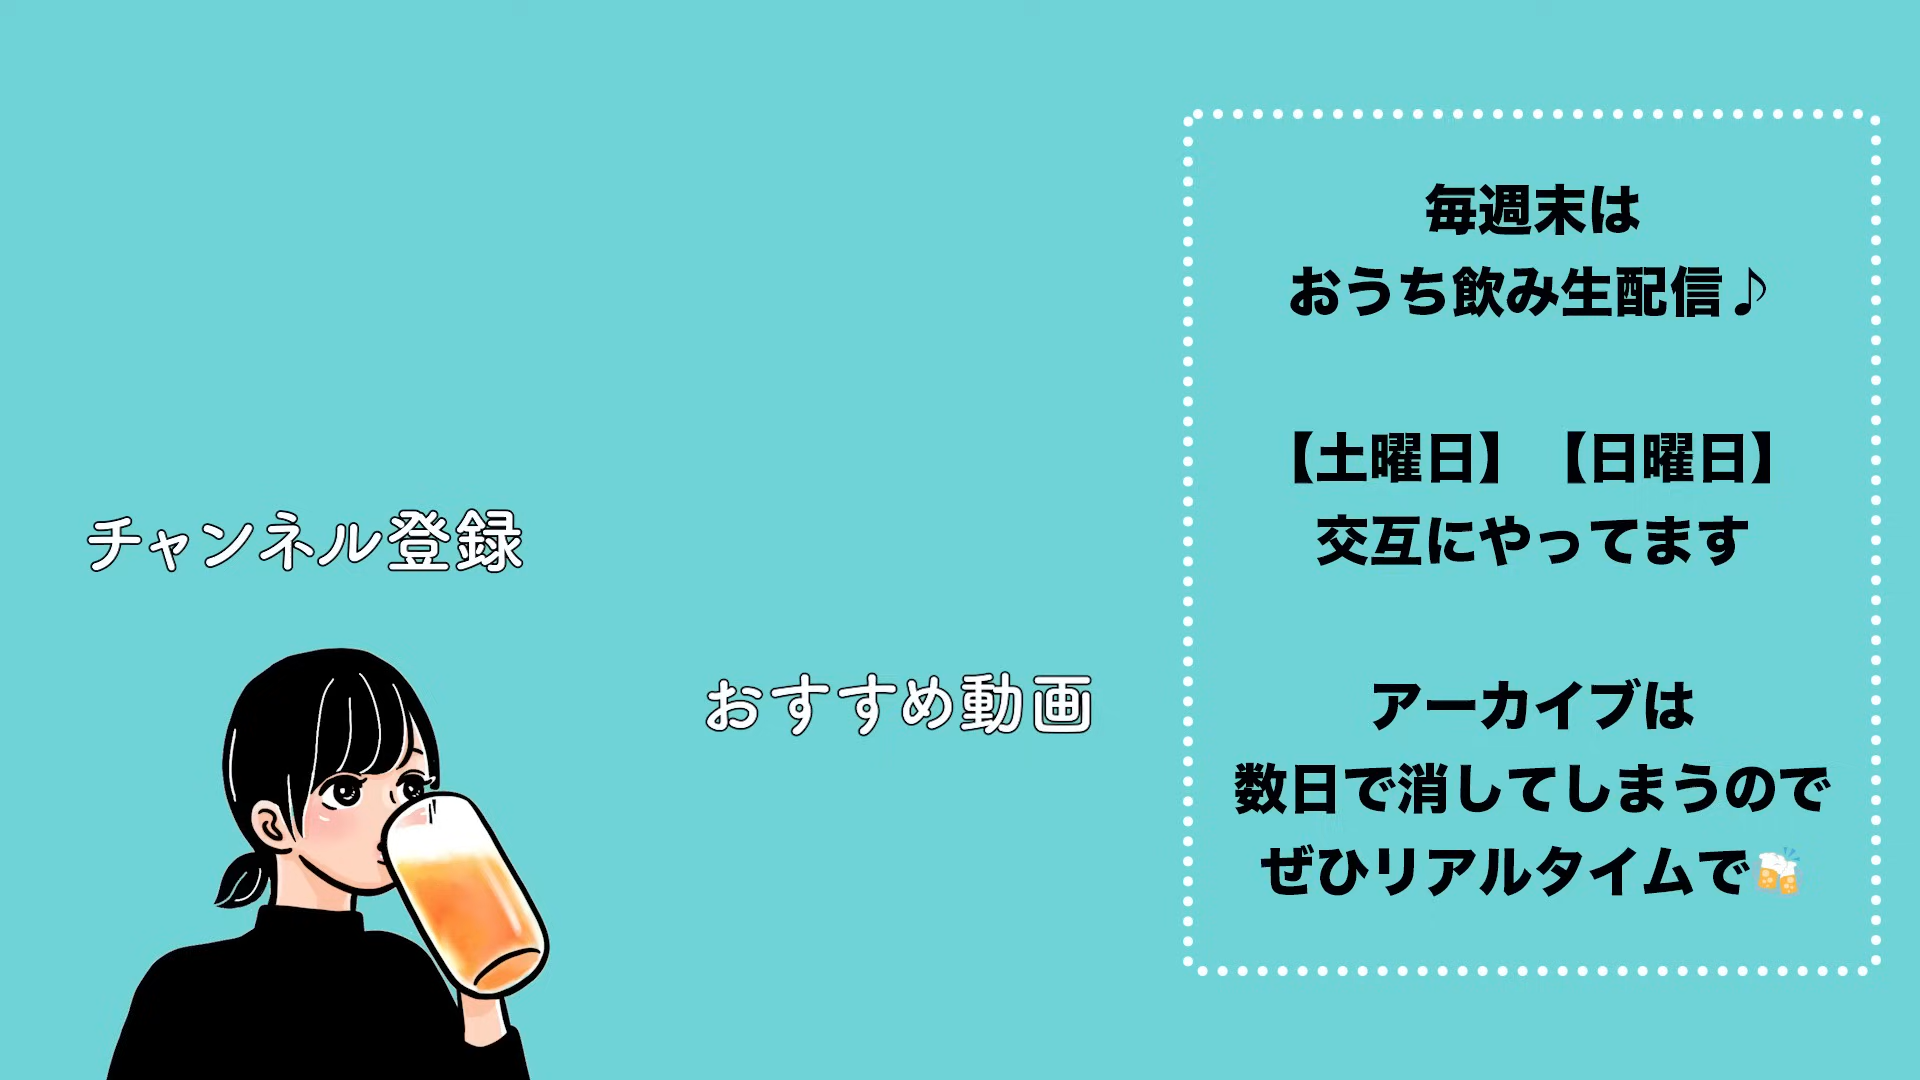 チャンネル登録
おすすめ動画
毎週末は
おうち飲み生配信♪
【土曜日】【日曜日】
交互にやってます
アーカイブは
数日で消してしまうので
ぜひリアルタイムで🍻